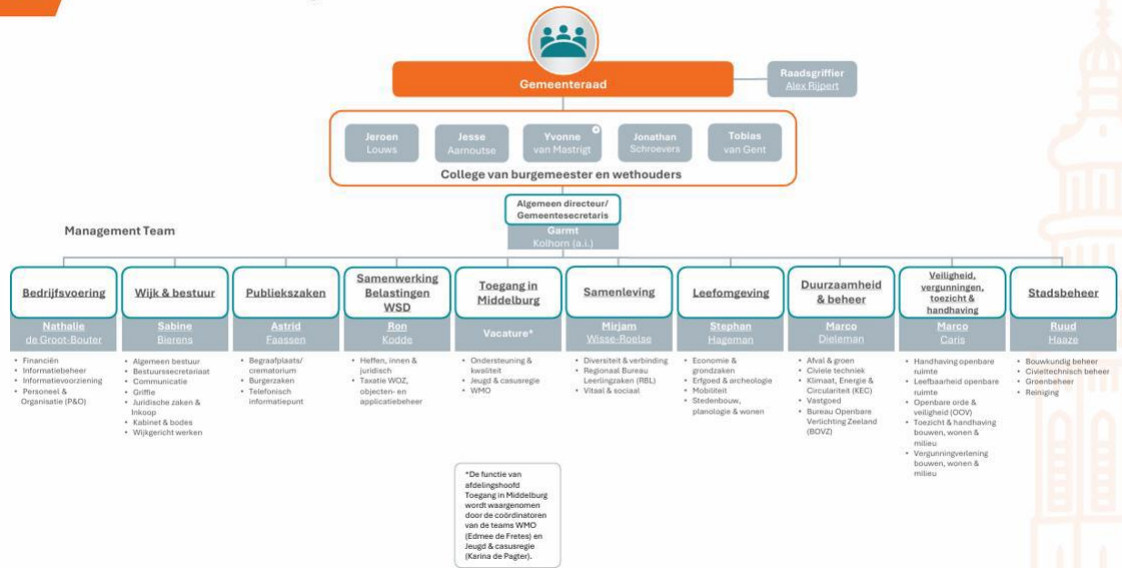 Gemeenteraad
Raadsgriffier
Alex Rijpert
Jeroen
Louws
Jesse
Aarnoutse
Yvonne
van Mastrigt
Jonathan
Schroevers
Tobias
van Gent
College van burgemeester en wethouders
Algemeen directeur/
Gemeentesecretaris
Garmt
Kolhorn (a.i.)
Management Team
Bedrijfsvoering
Nathalie
de Groot-Bouter
• Financiën
• Informatiebeheer
• Informatievoorziening
• Personeel &
Organisatie (P&O)
Wijk & bestuur
Sabine
Bierens
• Algemeen bestuur
• Bestuurssecretariaat
• Communicatie
• Griffie
• Juridische zaken &
Inkoop
• Kabinet & bodes
• Wijkgericht werken
Publiekszaken
Astrid
Faassen
• Begraafplaats/
crematorium
• Burgerzaken
• Telefonisch
informatiepunt
Samenwerking
Belastingen
WSD
Ron
Kodde
• Heffen, innen &
juridisch
• Taxatie WOZ,
objecten- en
applicatiebeheer
Toegang in
Middelburg
Vacature*
• Ondersteuning &
kwaliteit
• Jeugd & casusregie
• WMO
*De functie van
afdelingshoofd
Toegang in Middelburg
wordt waargenomen
door de coördinatoren
van de teams WMO
(Edmee de Fretes) en
Jeugd & casusregie
(Karina de Pagter).
Samenleving
Mirjam
Wisse-Roelse
• Diversiteit & verbinding
• Regionaal Bureau
Leerlingzaken (RBL)
• Vitaal & sociaal
Leefomgeving
Stephan
Hageman
• Economie &
grondzaken
• Erfgoed & archeologie
• Mobiliteit
• Stedenbouw,
planologie & wonen
Duurzaamheid
& beheer
Marco
Dieleman
• Afval & groen
• Civiele techniek
• Klimaat, Energie &
Circulariteit (KEC)
• Vastgoed
• Bureau Openbare
Verlichting Zeeland
(BOVZ)
Veiligheid,
vergunningen,
toezicht &
handhaving
Marco
Caris
• Handhaving openbare
ruimte
• Leefbaarheid openbare
ruimte
• Openbare orde &
veiligheid (OOV)
• Toezicht & handhaving
bouwen, wonen &
milieu
• Vergunningverlening
bouwen, wonen &
milieu
Stadsbeheer
Ruud
Haaze
• Bouwkundig beheer
• Civieltechnisch beheer
• Groenbeheer
• Reiniging